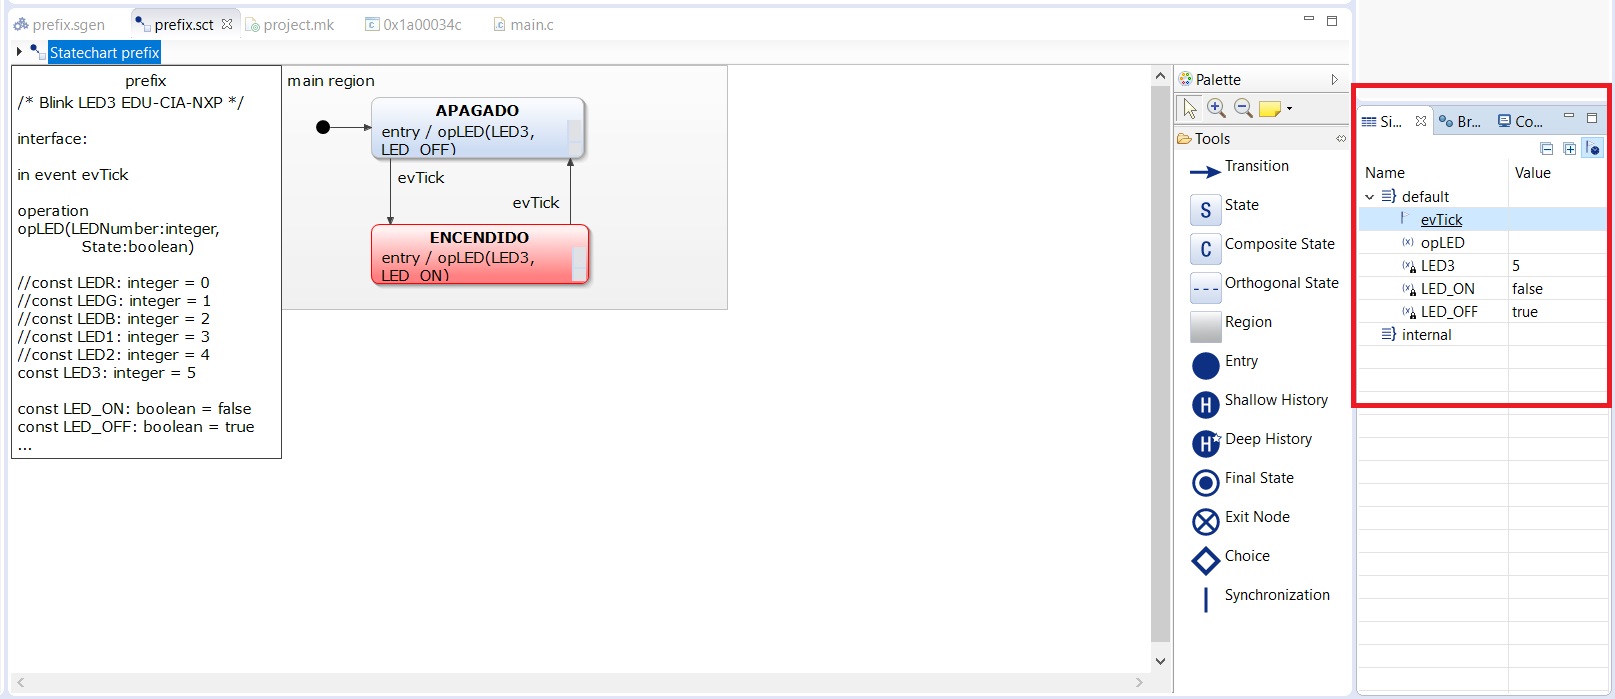 prefix.sgen
prefix.sct
project.mk
0x1a00034c
main.c
Statechart prefix
prefix
/* Blink LED3 EDU-CIA-NXP */
interface:
in event evTick
operation
opLED(LEDNumber:integer,
State:boolean)
//const LEDR: integer = 0
//const LEDG: integer = 1
//const LEDB: integer = 2
//const LED1: integer = 3
//const LED2: integer = 4
const LED3: integer = 5
const LED_ON: boolean = false
const LED_OFF: boolean = true
...
main region
APAGADO
entry / opLED(LED3,
LED_OFF)
evTick
evTick
ENCENDIDO
entry / opLED(LED3,
LED_ON)
Palette
Tools
Transition
S State
C Composite State
Orthogonal State
Region
Entry
H Shallow History
H* Deep History
Final State
Exit Node
Choice
Synchronization
Si...
Br...
Co...
Name Value
default
evTick
(x) opLED
(x) LED3 5
(x) LED_ON false
(x) LED_OFF true
internal